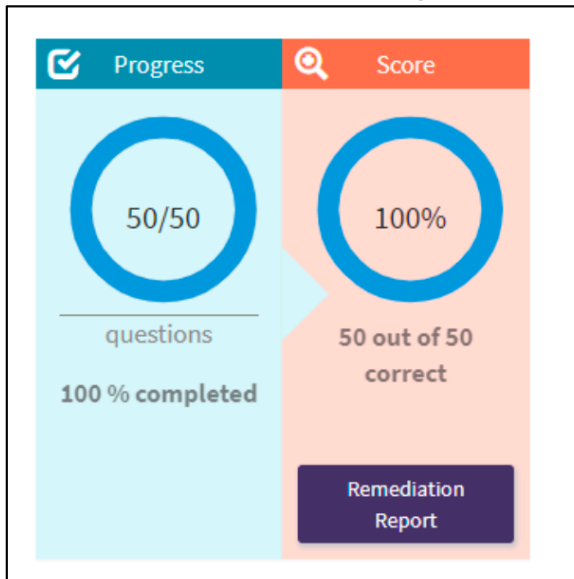 Progress
50/50
questions
100 % completed
Score
100%
50 out of 50
correct
Remediation
Report